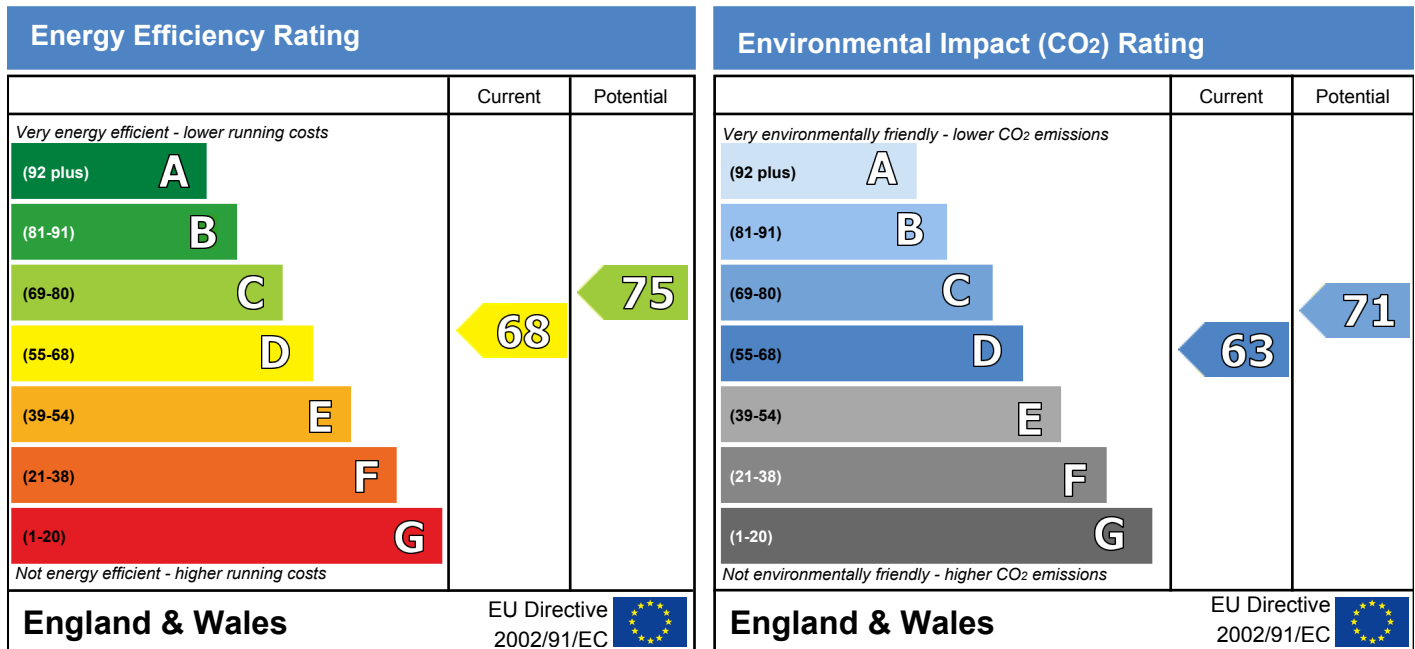 Energy Efficiency Rating
Current Potential
Very energy efficient - lower running costs
(92 plus) A
(81-91) B
(69-80) C
75
(55-68) D
68
(39-54) E
(21-38) F
(1-20) G
Not energy efficient - higher running costs
England & Wales
EU Directive
2002/91/EC
Environmental Impact (CO2) Rating
Current Potential
Very environmentally friendly - lower CO2 emissions
(92 plus) A
(81-91) B
(69-80) C
71
(55-68) D
63
(39-54) E
(21-38) F
(1-20) G
Not environmentally friendly - higher CO2 emissions
England & Wales
EU Directive
2002/91/EC